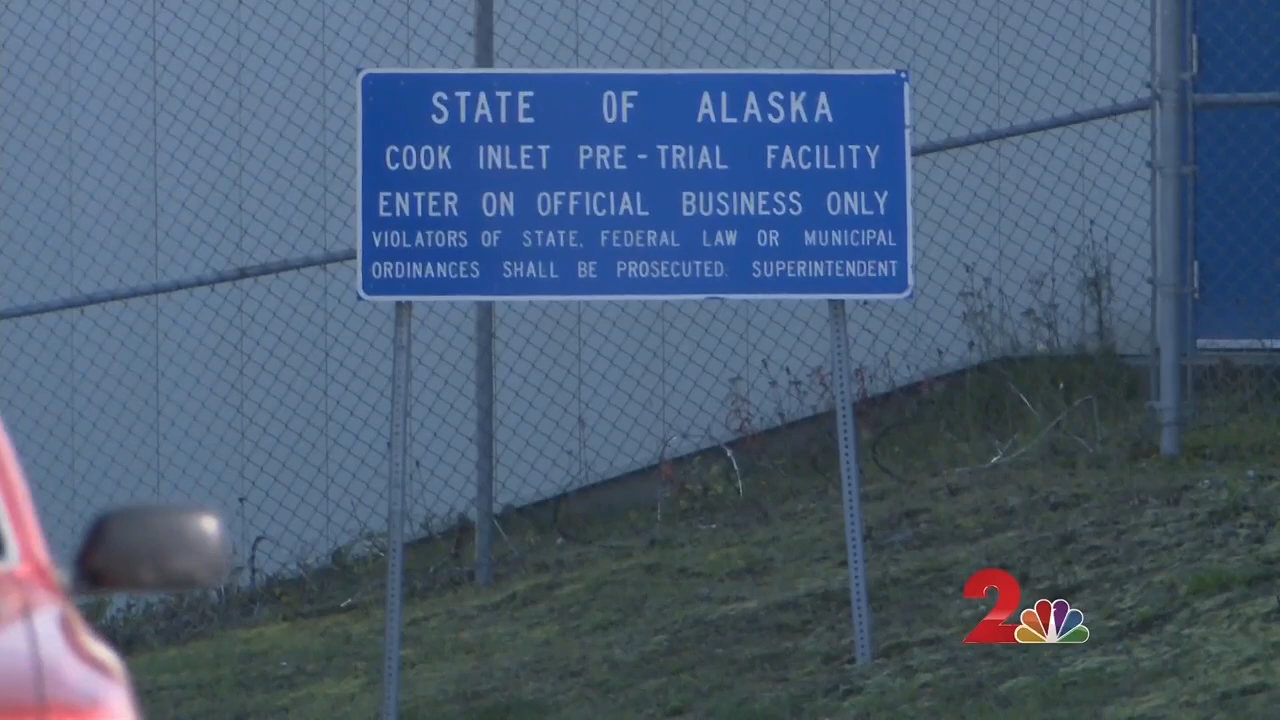 STATE OF ALASKA
COOK INLET PRE-TRIAL FACILITY
ENTER ON OFFICIAL BUSINESS ONLY
VIOLATORS OF STATE, FEDERAL LAW OR MUNICIPAL
ORDINANCES SHALL BE PROSECUTED. SUPERINTENDENT
2